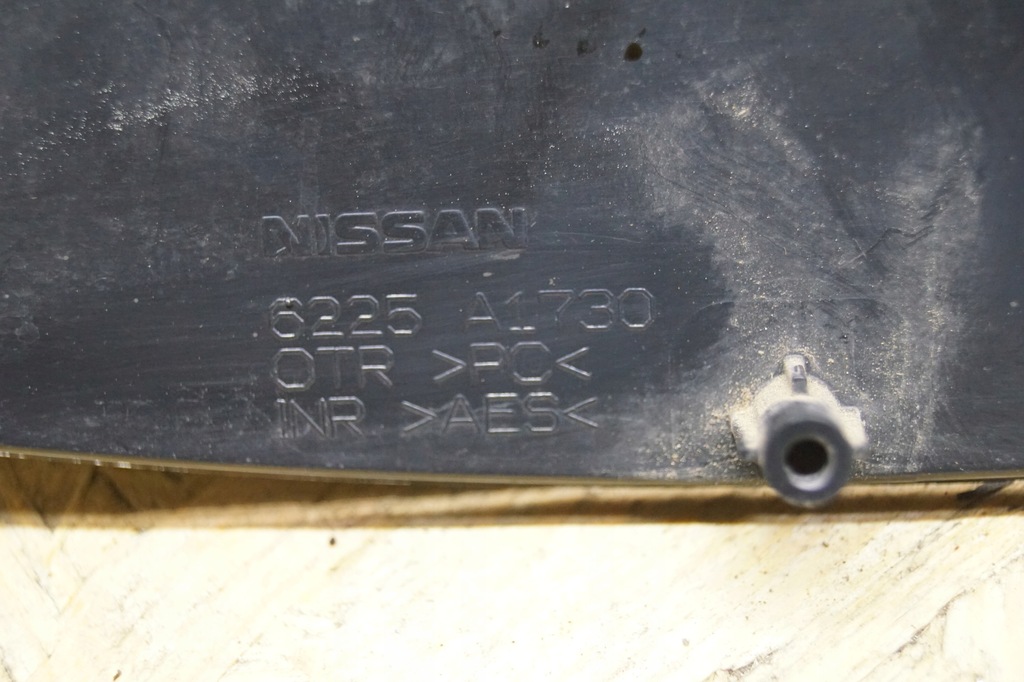 NISSAN
6225 A1730
OTR >PC<
INR >AES<